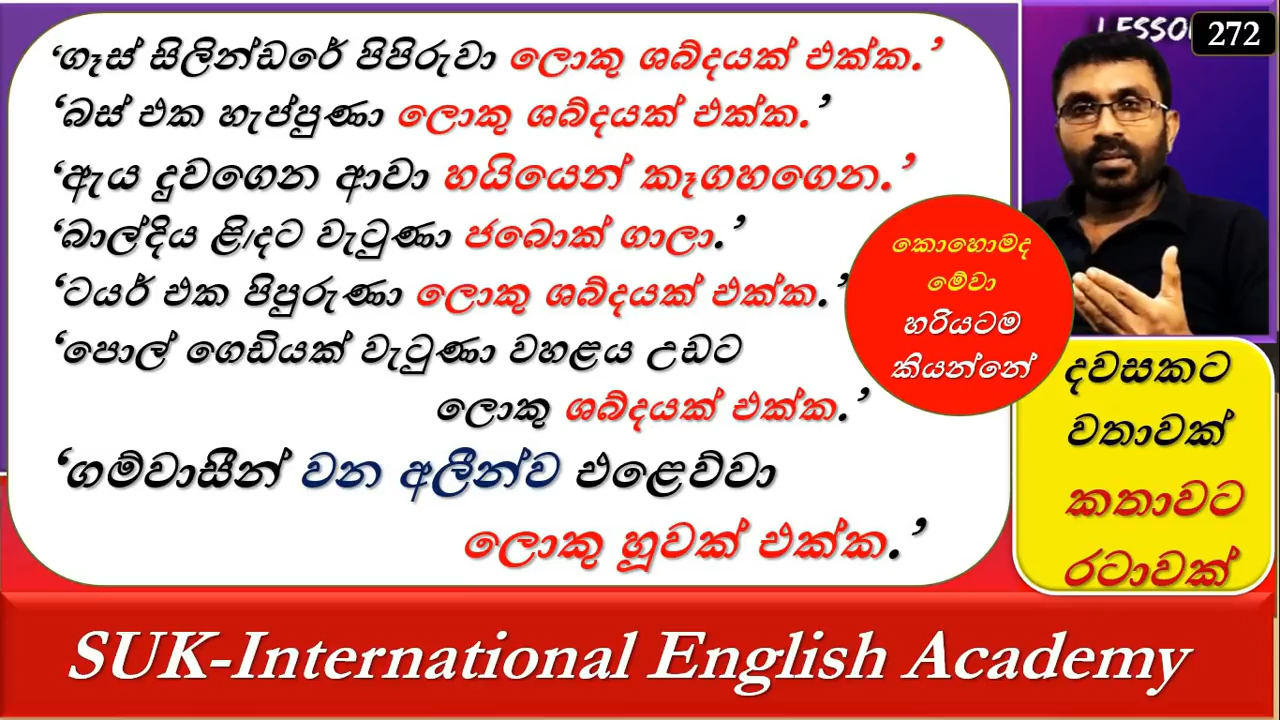 LESSO
272
‘ගෑස් සිලින්ඩරේ පිපිරුවා ලොකු ශබ්දයක් එක්ක.’
‘බස් එක හැප්පුණා ලොකු ශබ්දයක් එක්ක.’
‘ඇය දුවගෙන ආවා හයියෙන් කෑගහගෙන.’
‘බාල්දිය ළිඳට වැටුණා ජබොක් ගාලා.’
‘ටයර් එක පිපුරුණා ලොකු ශබ්දයක් එක්ක.’
‘පොල් ගෙඩියක් වැටුණා වහළය උඩට
ලොකු ශබ්දයක් එක්ක.’
‘ගම්වාසීන් වන අලීන්ව එළෙව්වා
ලොකු හූවක් එක්ක.’
කොහොමද
මේවා
හරියටම
කියන්නේ
දවසකට
වතාවක්
කතාවට
රටාවක්
SUK-International English Academy